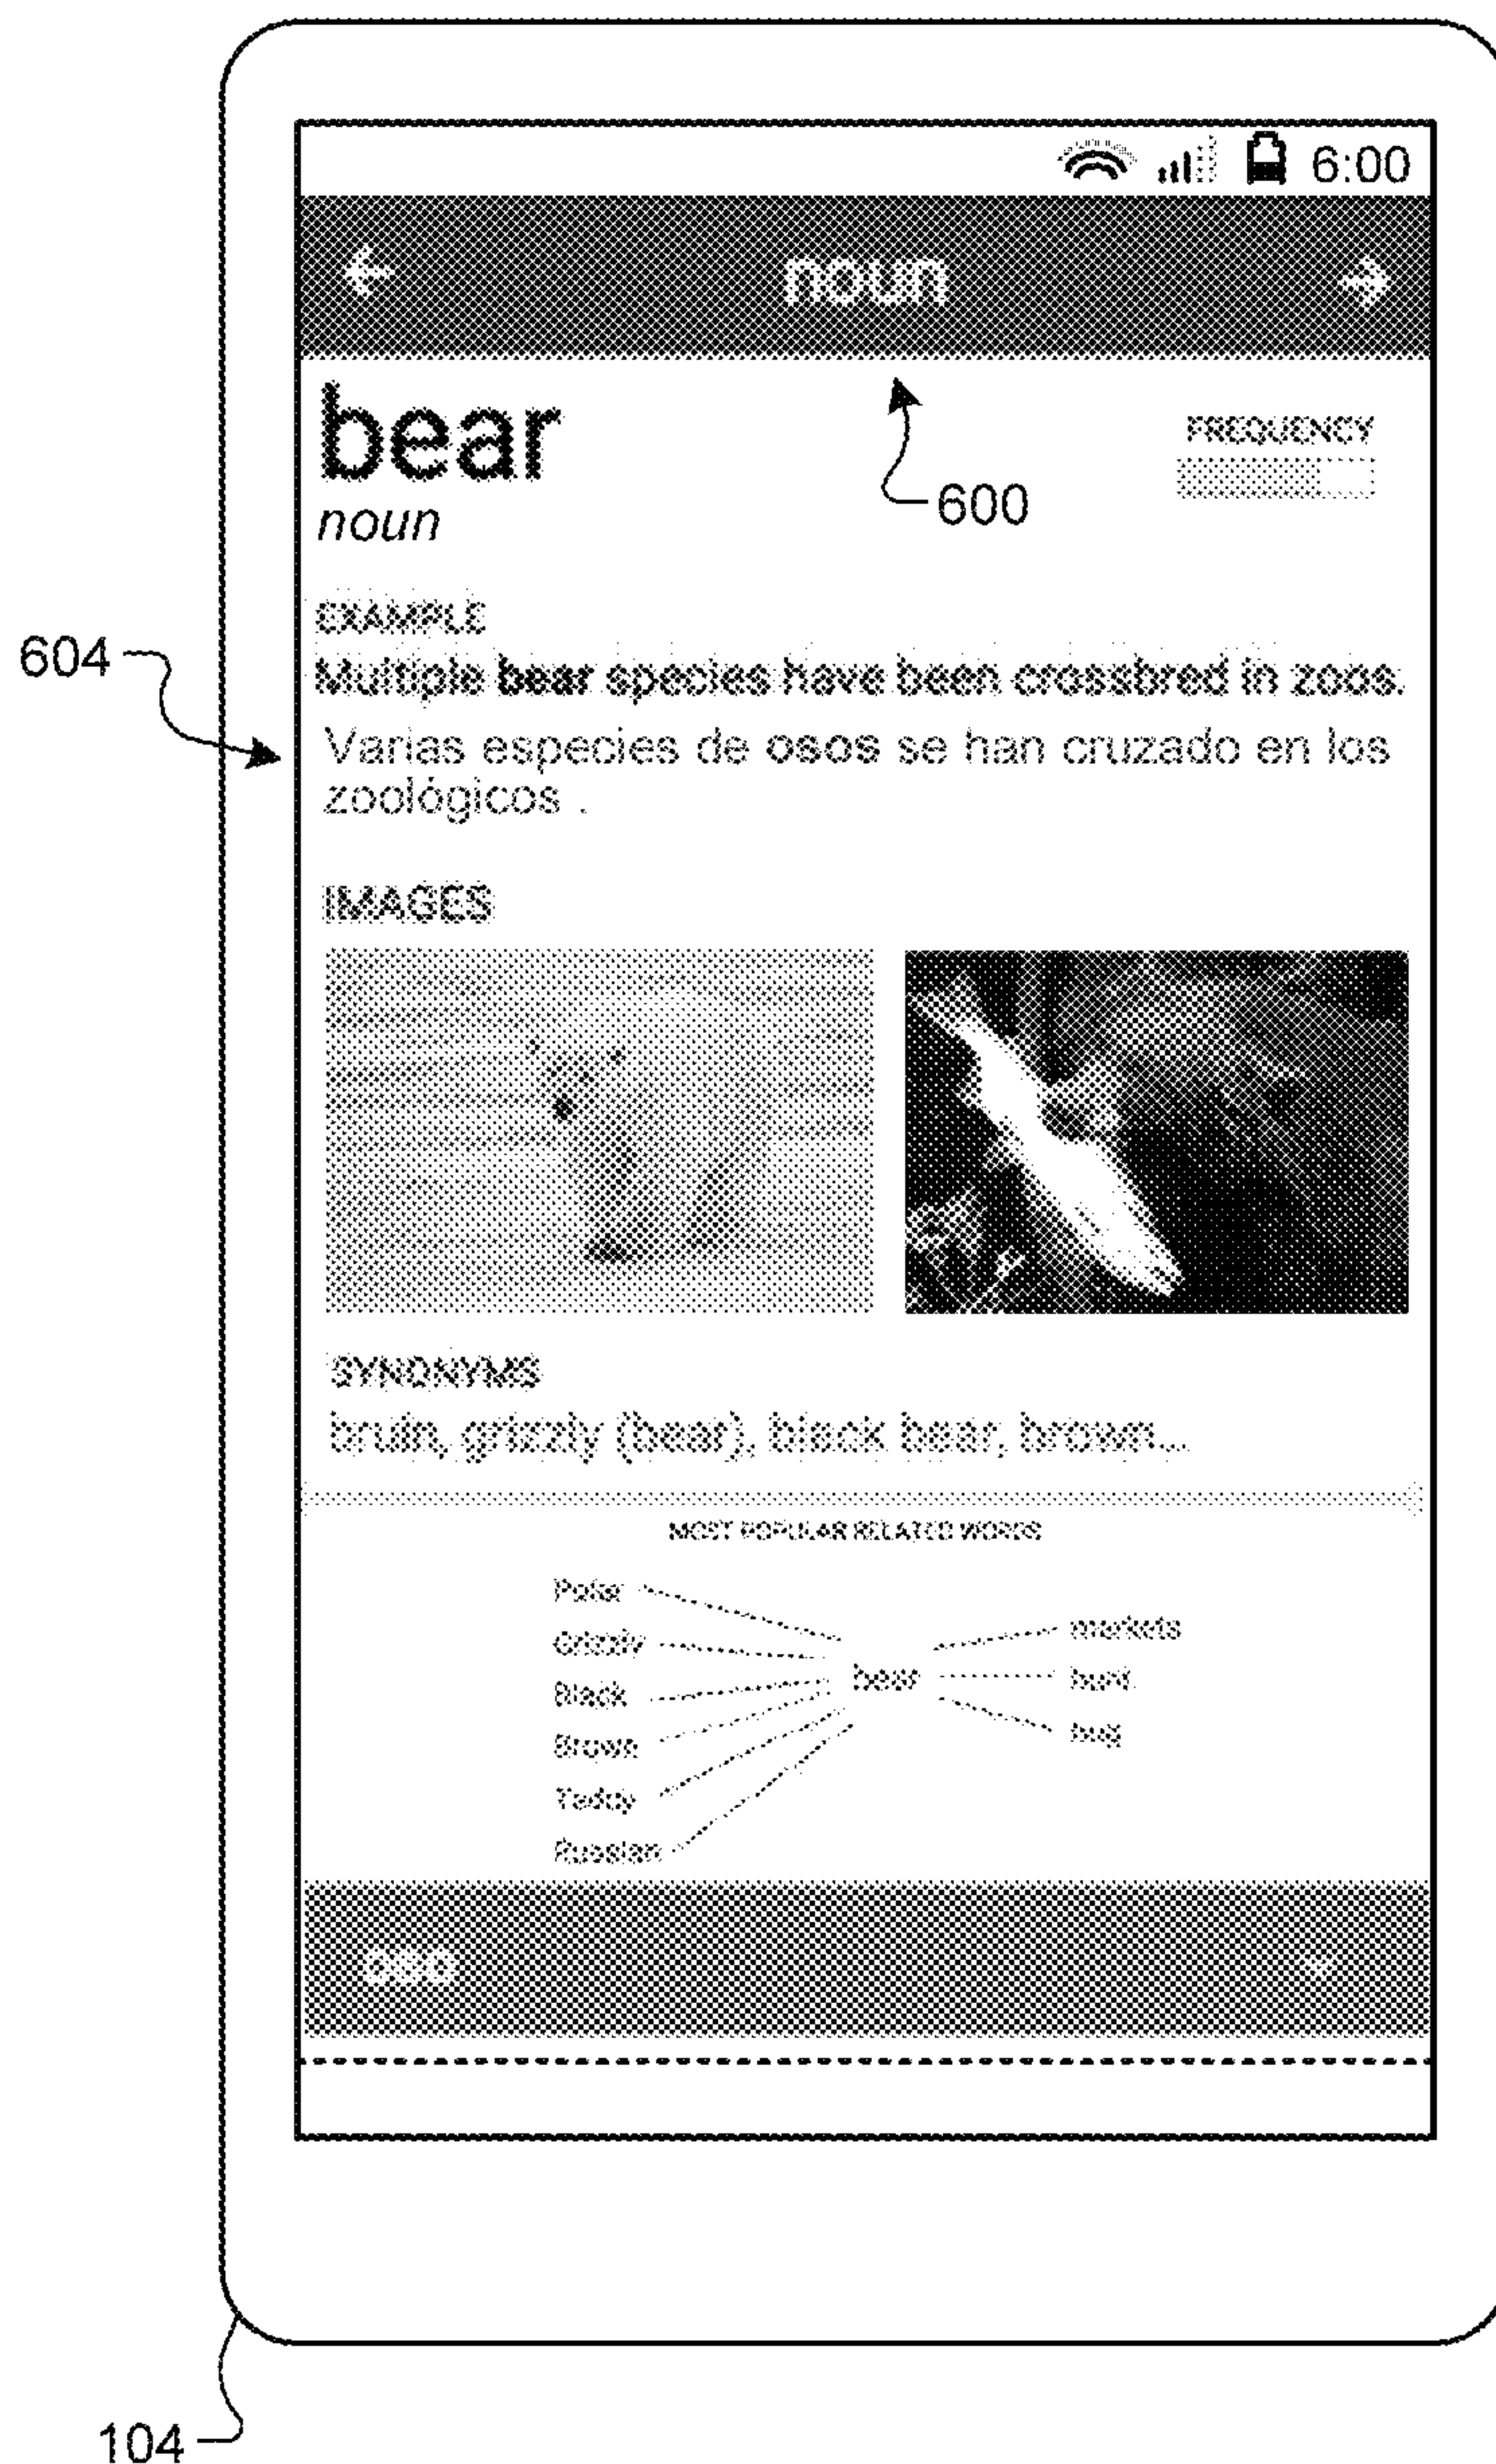 6:00
noun
bear
FREQUENCY
600
noun
EXAMPLE
604
Multiple bear species have been crossbred in zoos.
Varias especies de osos se han cruzado en los
zoológicos .
IMAGES
SYNONYMS
bruin, grizzly (bear), black bear, brown...
MOST POPULAR RELATED WORDS
Polar
Grizzly
Black
Brown
Teddy
Russian
bear
markets
hunt
hug
oso
104